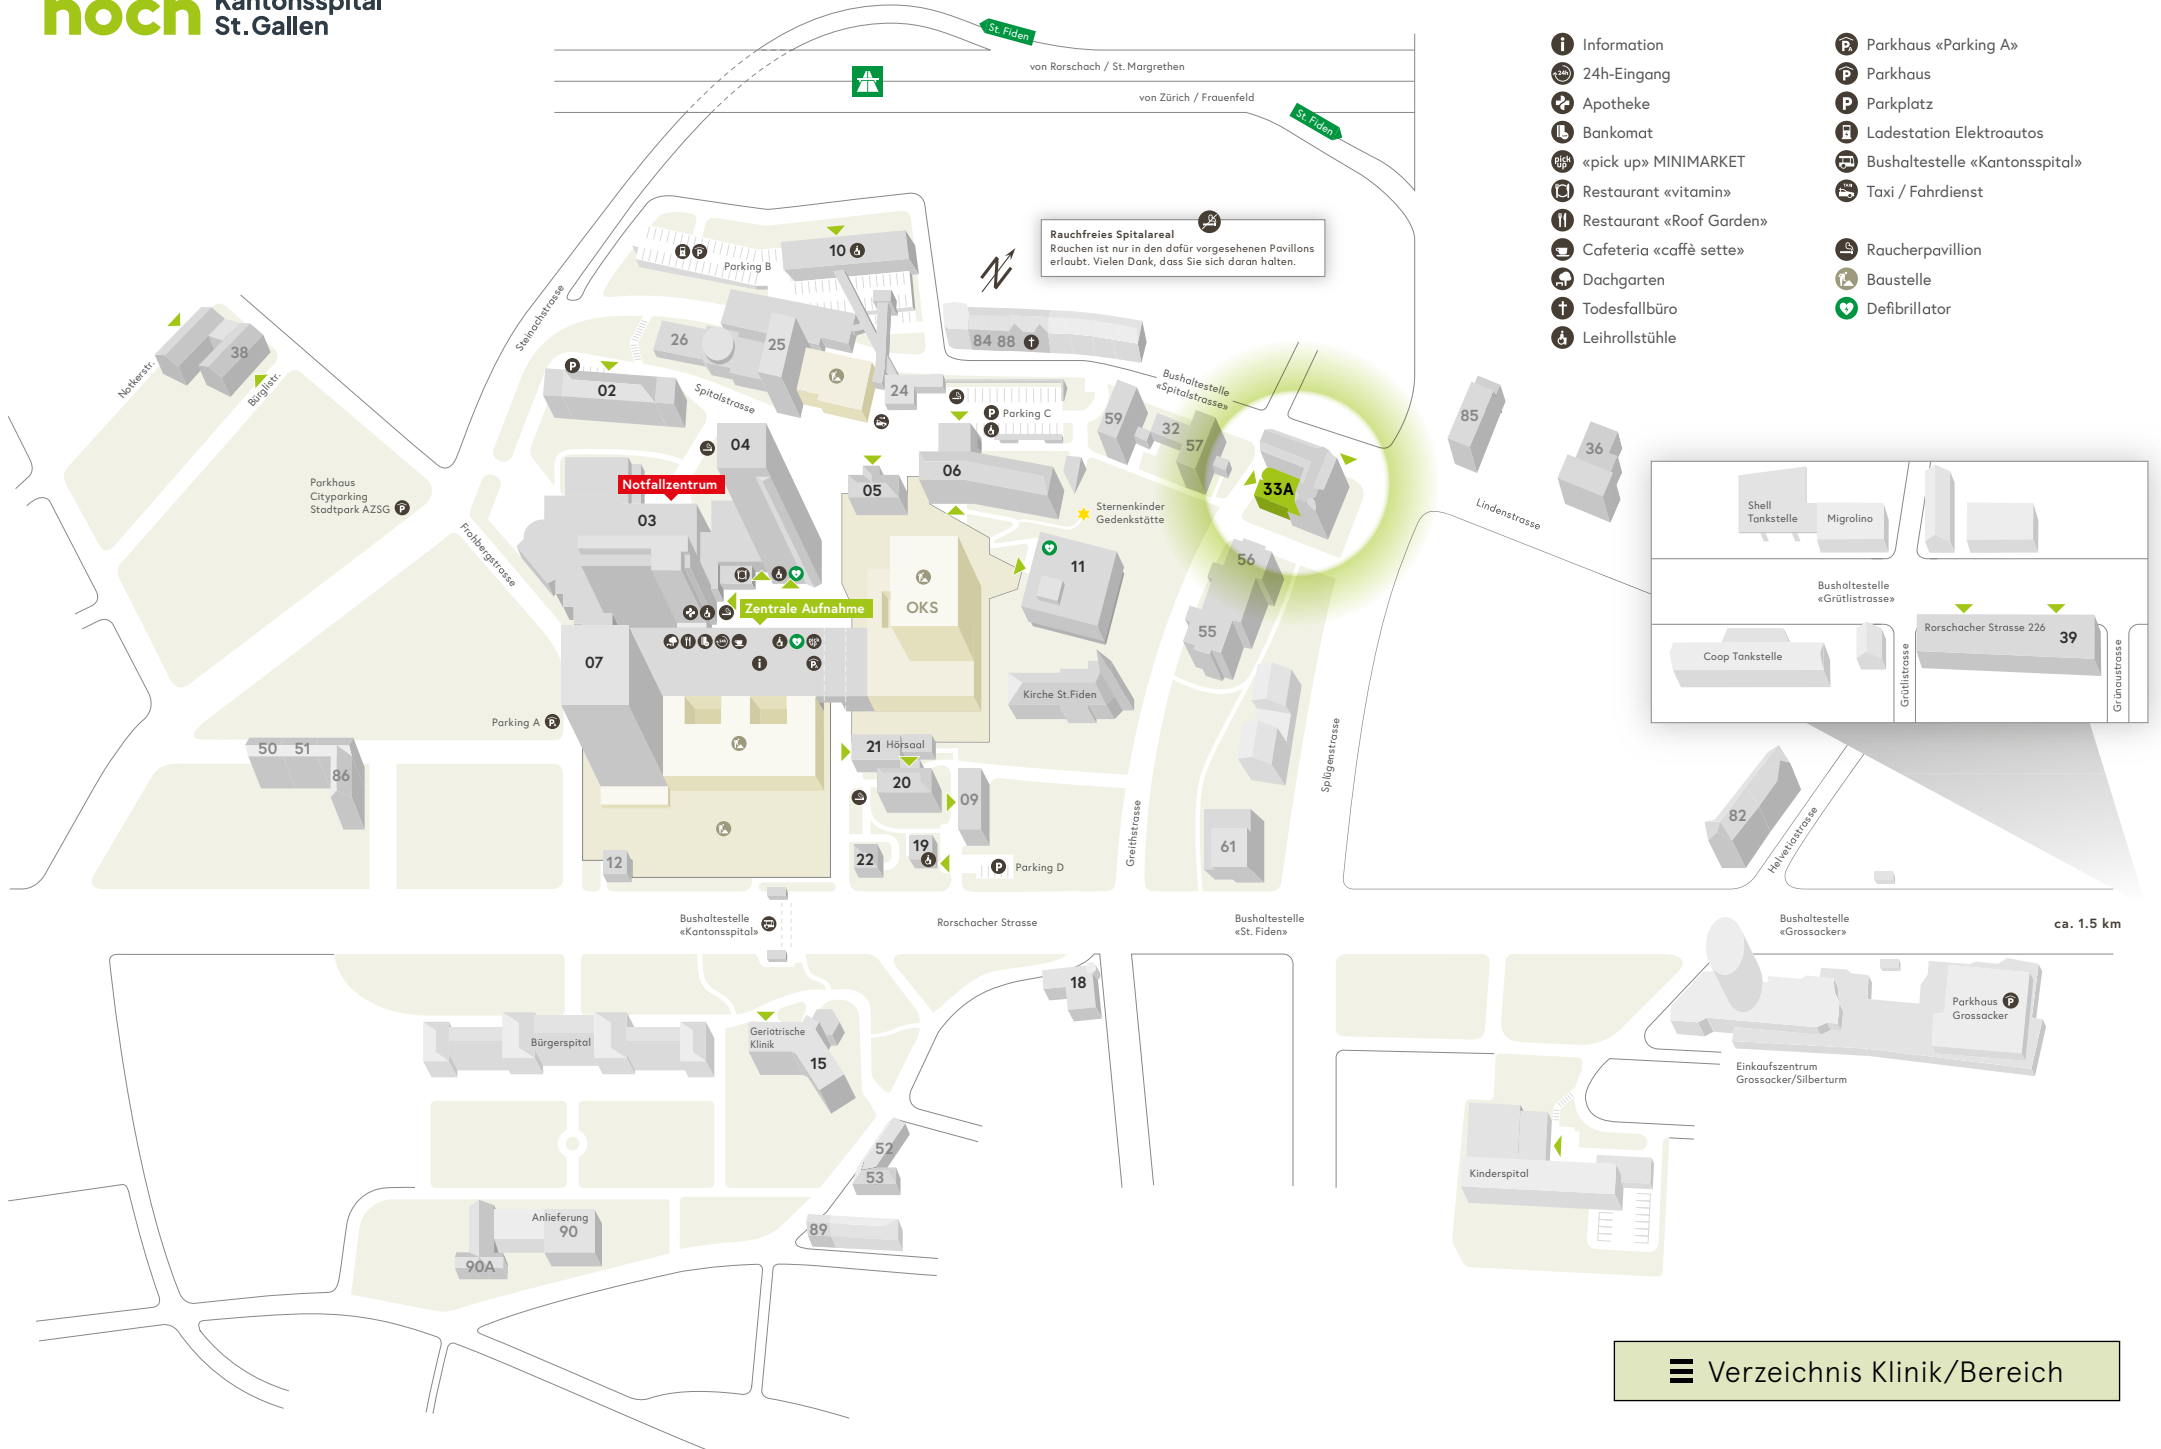 noch
Kantonsspital
St.Gallen
St. Fiden
von Rorschach / St. Margrethen
von Zürich / Frauenfeld
St. Fiden
Information
24h-Eingang
Apotheke
Bankomat
«pick up» MINIMARKET
Restaurant «vitamin»
Restaurant «Roof Garden»
Cafeteria «caffè sette»
Dachgarten
Todesfallbüro
Leihrollstühle
Parkhaus «Parking A»
Parkhaus
Parkplatz
Ladestation Elektroautos
Bushaltestelle «Kantonsspital»
Taxi / Fahrdienst
Raucherpavillion
Baustelle
Defibrillator
Rauchfreies Spitalareal
Rauchen ist nur in den dafür vorgesehenen Pavillons
erlaubt. Vielen Dank, dass Sie sich daran halten.
N
Parking B
10
Steinachstrasse
26
25
84 88
38
Notkerstr.
Bürglistr.
02
Spitalstrasse
24
Parking C
Bushaltestelle
«Spitalstrasse»
59
32
57
85
36
04
06
05
33A
Notfallzentrum
03
Parkhaus
Cityparking
Stadtpark AZSG
Frohbergstrasse
Sternenkinder
Gedenkstätte
Lindenstrasse
11
56
55
OKS
Zentrale Aufnahme
07
Kirche St.Fiden
Shell
Tankstelle
Migrolino
Bushaltestelle
«Grütlistrasse»
Rorschacher Strasse 226
39
Coop Tankstelle
Grütlistrasse
Grünaustrasse
Parking A
50 51
86
21 Hörsaal
20
09
19
22
12
Parking D
Greithstrasse
Splügenstrasse
61
82
Helvetiastrasse
Bushaltestelle
«Kantonsspital»
Rorschacher Strasse
Bushaltestelle
«St. Fiden»
Bushaltestelle
«Grossacker»
ca. 1.5 km
18
Bürgerspital
Geriatrische
Klinik
15
Parkhaus
Grossacker
Einkaufszentrum
Grossacker/Silberturm
52
53
89
Kinderspital
Anlieferung
90
90A
Verzeichnis Klinik/Bereich